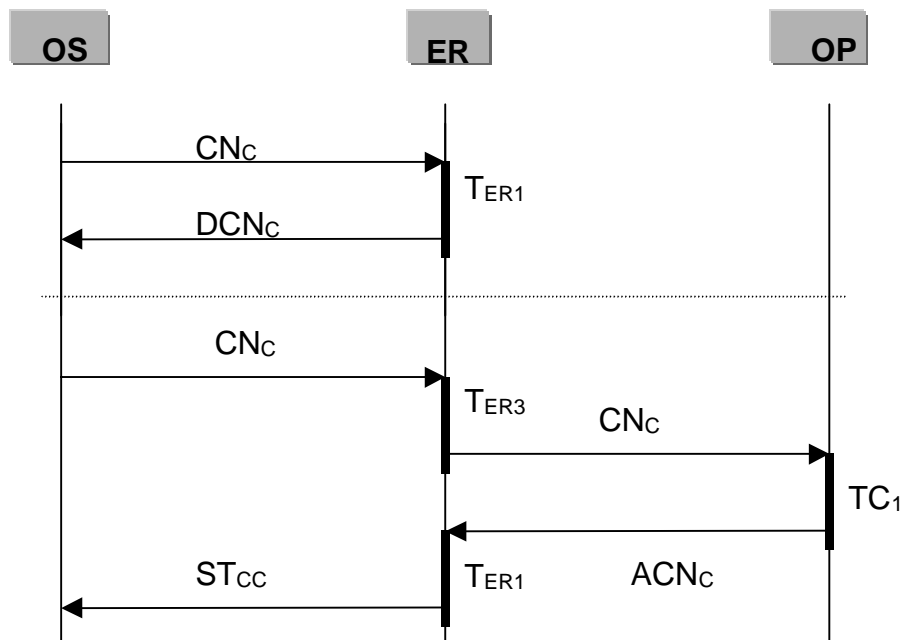 OS ER OP
CNC
TER1
DCNC
CNC
TER3
CNC
TC1
STCC TER1 ACNC